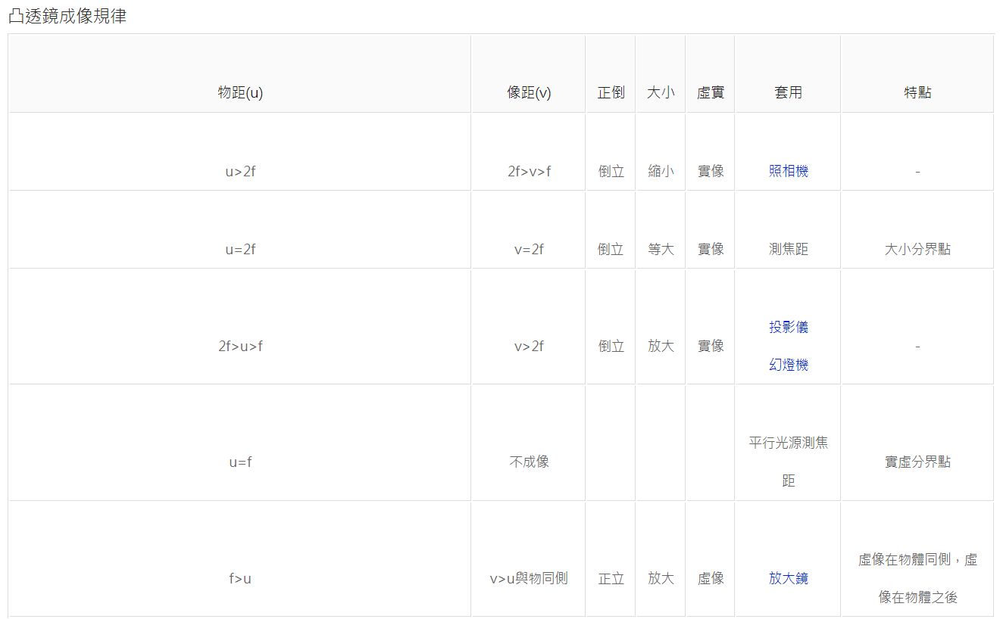 凸透鏡成像規律
物距(u) 像距(v) 正倒 大小 虛實 套用 特點
u>2f 2f>v>f 倒立 縮小 實像 照相機 -
u=2f v=2f 倒立 等大 實像 測焦距 大小分界點
2f>u>f v>2f 倒立 放大 實像 投影儀 -
幻燈機
u=f 不成像 平行光源測焦 實虛分界點
距
f>u v>u與物同側 正立 放大 虛像 放大鏡 虛像在物體同側，虛
像在物體之後